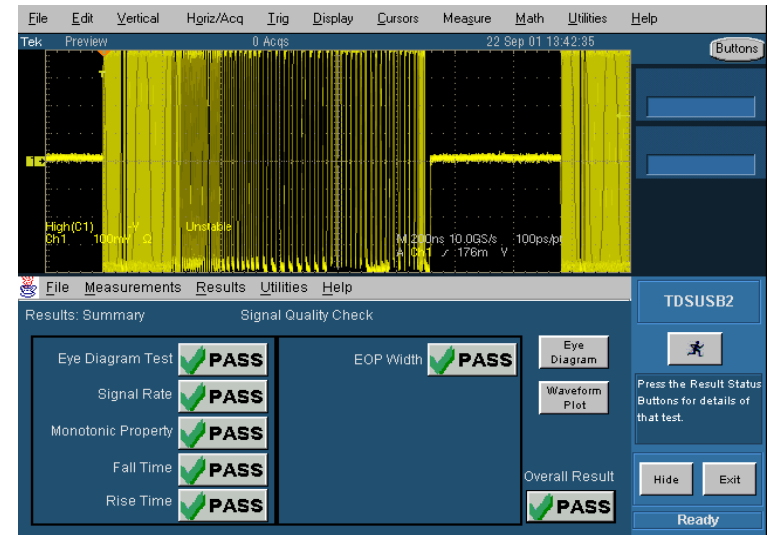 File Edit Vertical Horiz/Acq Trig Display Cursors Measure Math Utilities Help
Tek Preview 0 Acqs 22 Sep 01 13:42:35
Buttons
1
High(C1) -V Unstable
Ch1 100mV Ω M 200ns 10.0GS/s 100ps/pt
A Ch1 176m V
File Measurements Results Utilities Help
Results: Summary Signal Quality Check
TDSUSB2
Eye Diagram Test PASS
EOP Width PASS
Eye
Diagram
Signal Rate PASS
Waveform
Plot
Monotonic Property PASS
Fall Time PASS
Rise Time PASS
Overall Result
PASS
Press the Result Status
Buttons for details of
that test.
Hide Exit
Ready